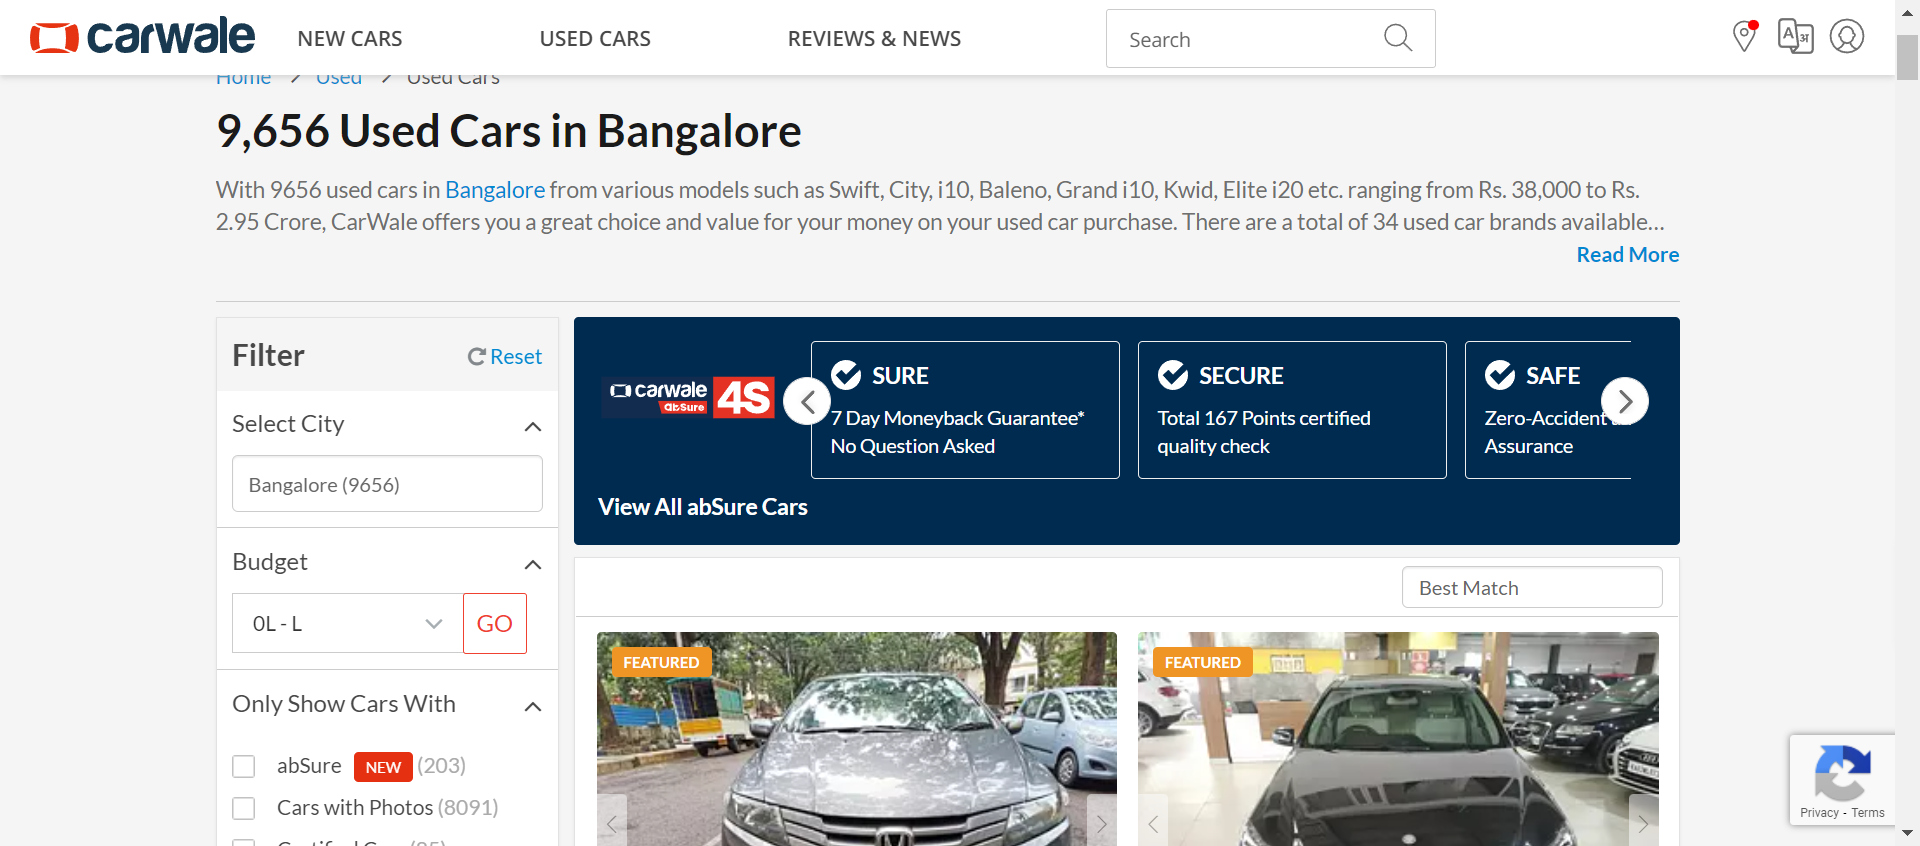 carwale
NEW CARS
USED CARS
REVIEWS & NEWS
Search
Home
Used
Used Cars
9,656 Used Cars in Bangalore
With 9656 used cars in Bangalore from various models such as Swift, City, i10, Baleno, Grand i10, Kwid, Elite i20 etc. ranging from Rs. 38,000 to Rs.
2.95 Crore, CarWale offers you a great choice and value for your money on your used car purchase. There are a total of 34 used car brands available...
Read More
Filter
Reset
Select City
Bangalore (9656)
Budget
0L - L
GO
Only Show Cars With
abSure NEW (203)
Cars with Photos (8091)
carwale
abSure
4S
SURE
7 Day Moneyback Guarantee*
No Question Asked
SECURE
Total 167 Points certified
quality check
SAFE
Zero-Accident
Assurance
View All abSure Cars
Best Match
FEATURED
FEATURED
Privacy - Terms